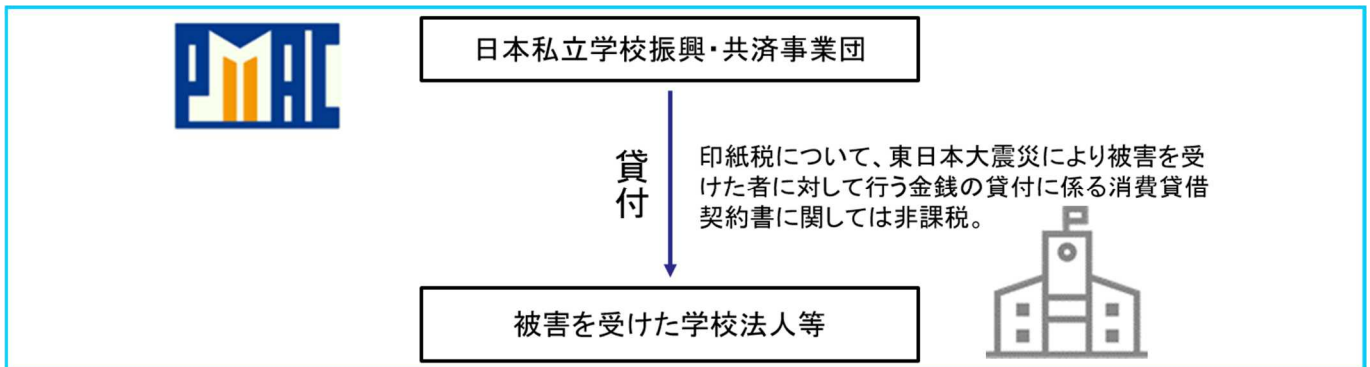 PMAC
日本私立学校振興・共済事業団
貸付
印紙税について、東日本大震災により被害を受
けた者に対して行う金銭の貸付に係る消費貸借
契約書に関しては非課税。
被害を受けた学校法人等